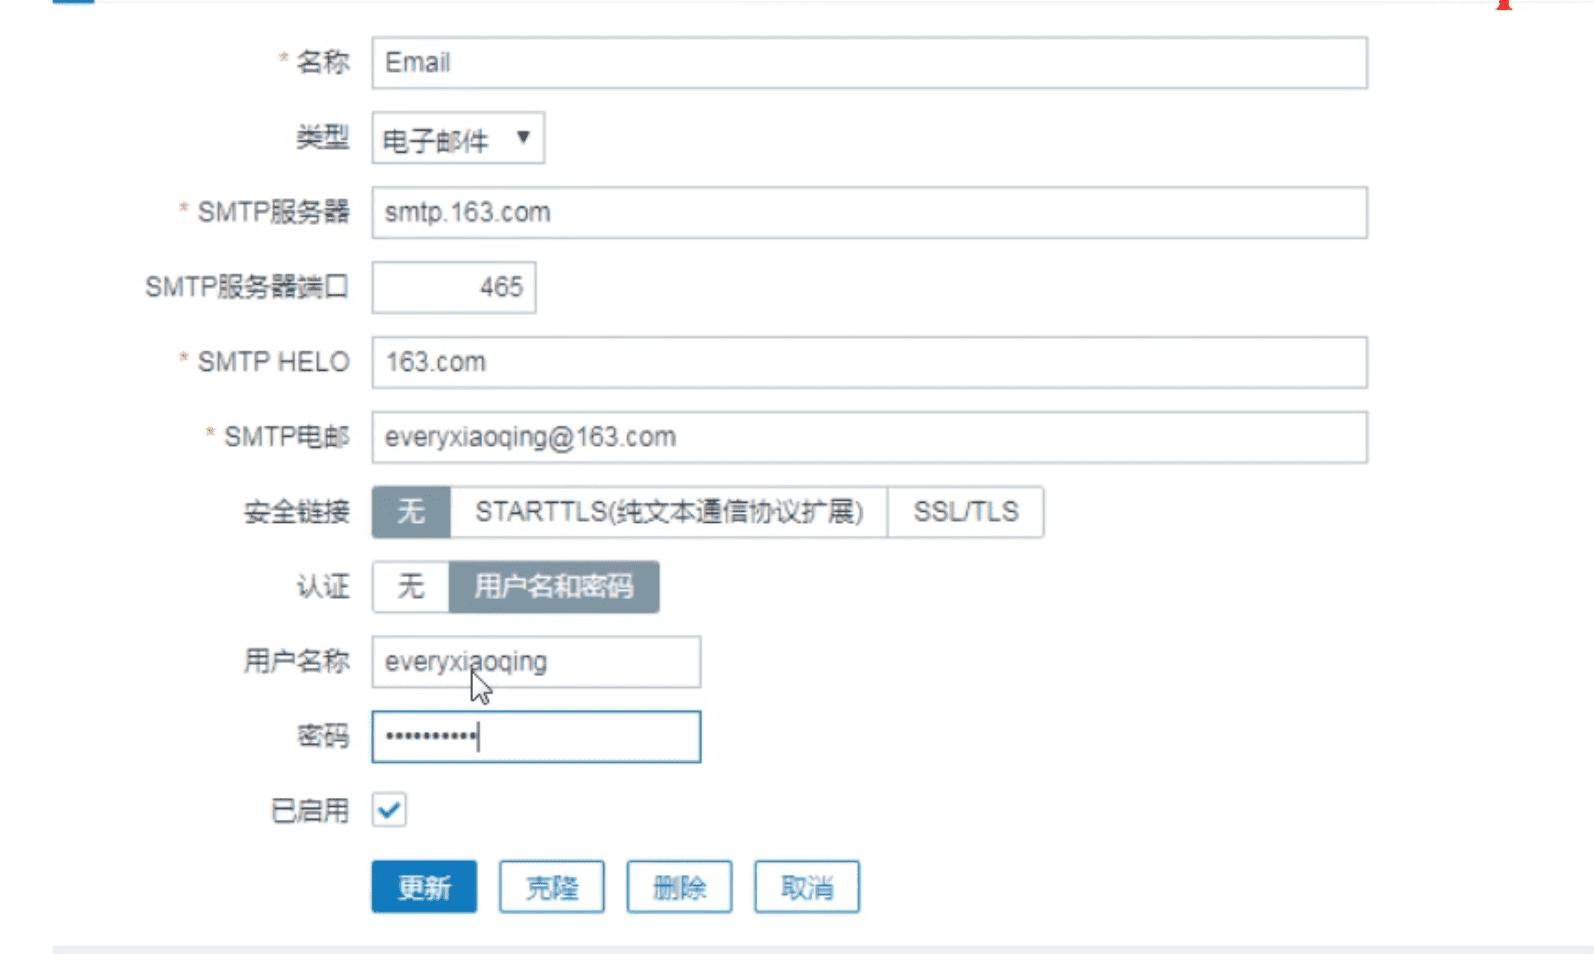 * 名称 Email
类型 电子邮件 ▼
* SMTP服务器 smtp.163.com
SMTP服务器端口 465
* SMTP HELO 163.com
* SMTP电邮 everyxiaoqing@163.com
安全链接 无 STARTTLS(纯文本通信协议扩展) SSL/TLS
认证 无 用户名和密码
用户名称 everyxiaoqing
密码 ••••••••••
已启用
更新 克隆 删除 取消